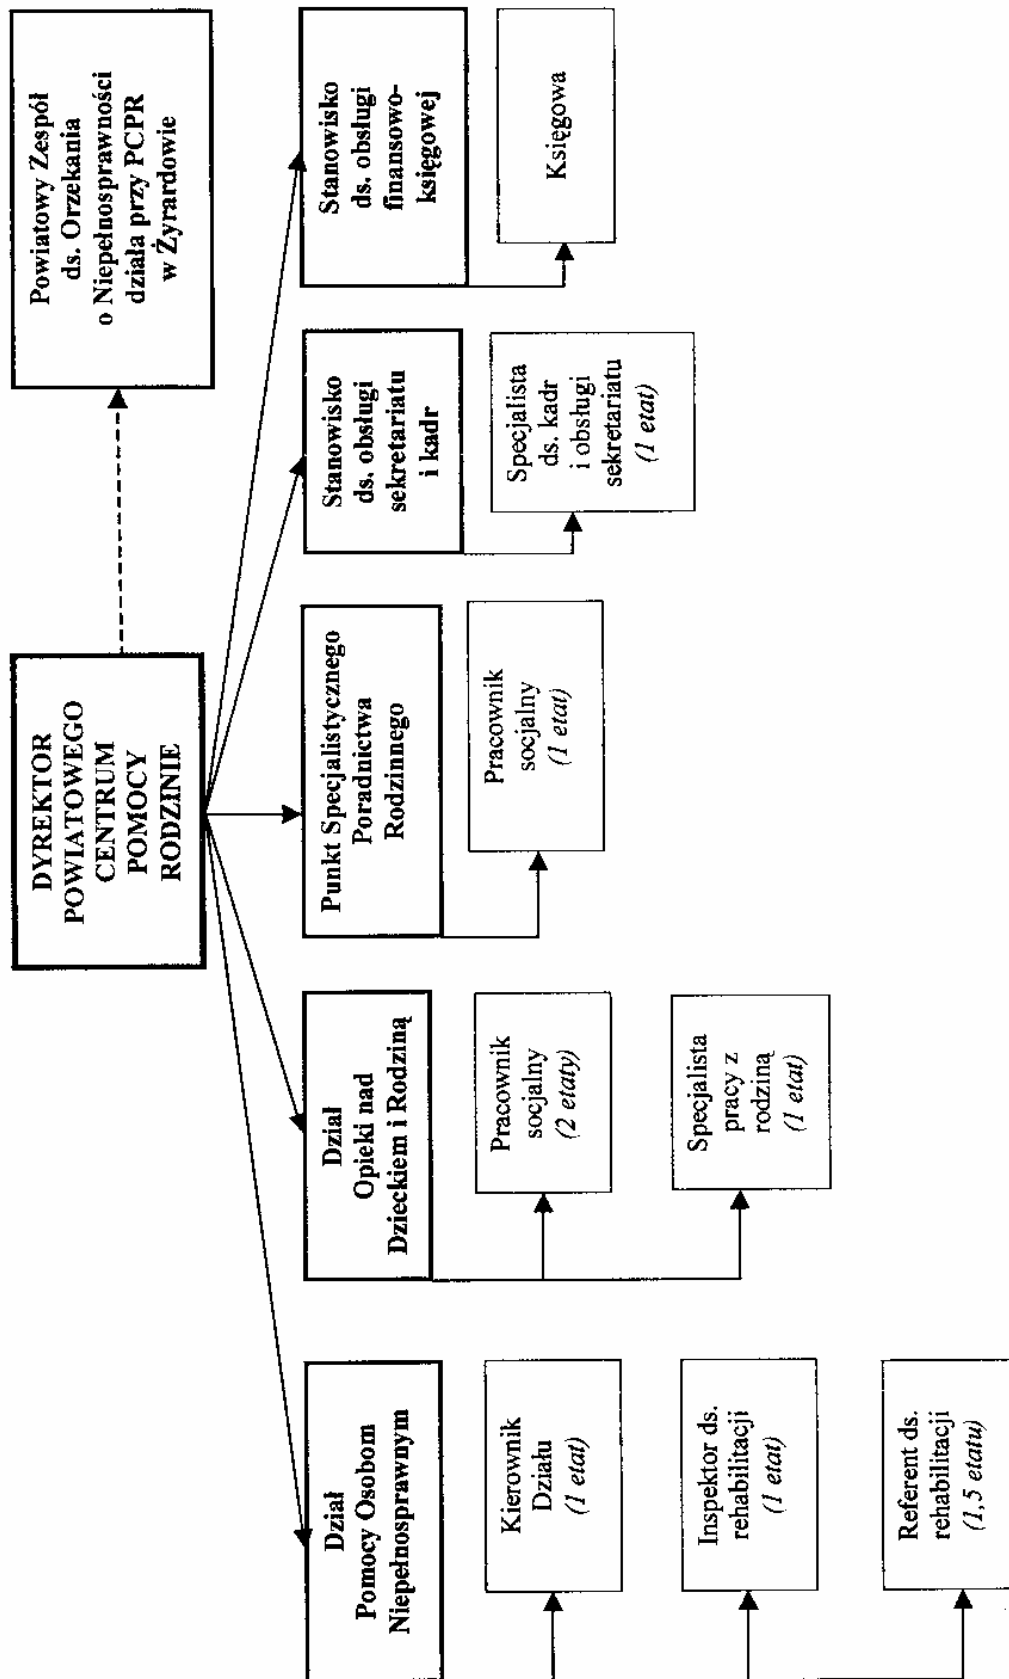 DYREKTOR
POWIATOWEGO
CENTRUM
POMOCY
RODZINIE
Powiatowy Zespół
ds. Orzekania
o Niepełnosprawności
działa przy PCPR
w Żyrardowie
Dział
Pomocy Osobom
Niepełnosprawnym
Kierownik
Działu
(1 etat)
Inspektor ds.
rehabilitacji
(1 etat)
Referent ds.
rehabilitacji
(1,5 etatu)
Dział
Opieki nad
Dzieckiem i Rodziną
Pracownik
socjalny
(2 etaty)
Specjalista
pracy z
rodziną
(1 etat)
Punkt Specjalistycznego
Poradnictwa
Rodzinnego
Pracownik
socjalny
(1 etat)
Stanowisko
ds. obsługi
sekretariatu
i kadr
Specjalista
ds. kadr
i obsługi
sekretariatu
(1 etat)
Stanowisko
ds. obsługi
finansowo-
księgowej
Księgowa